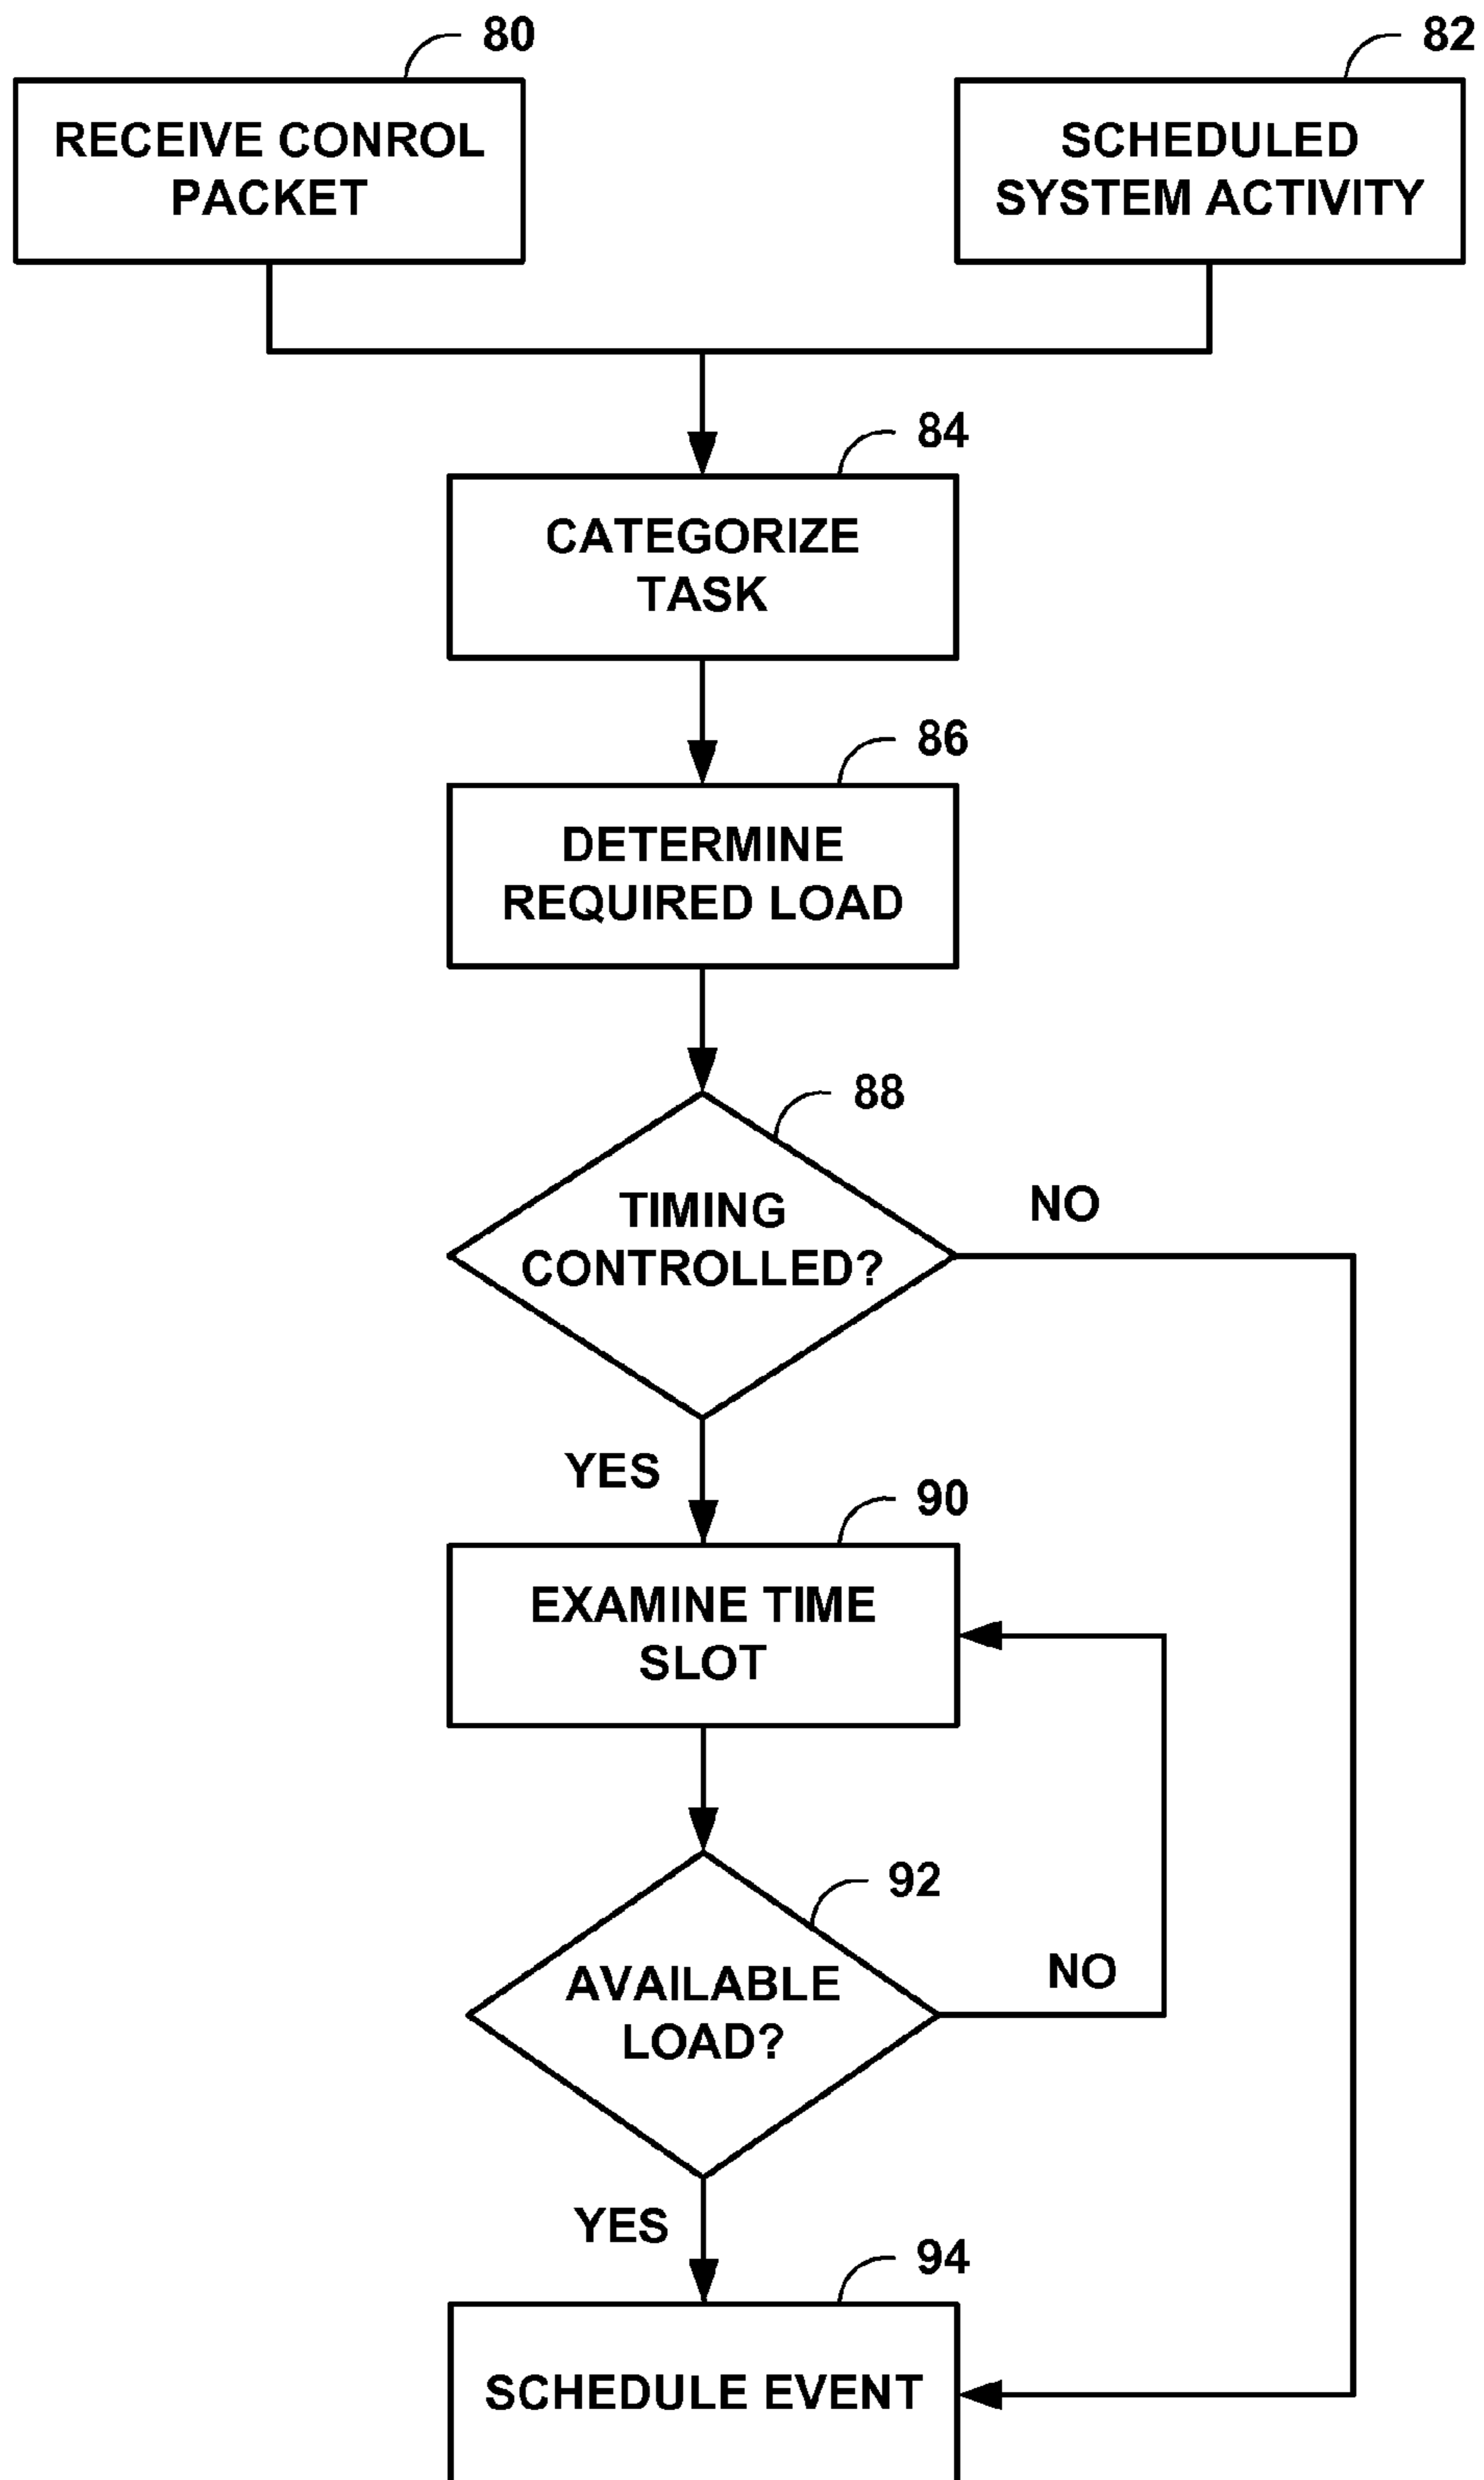 80
82
RECEIVE CONROL
PACKET
SCHEDULED
SYSTEM ACTIVITY
84
CATEGORIZE
TASK
86
DETERMINE
REQUIRED LOAD
88
TIMING
CONTROLLED?
NO
YES
90
EXAMINE TIME
SLOT
92
AVAILABLE
LOAD?
NO
YES
94
SCHEDULE EVENT